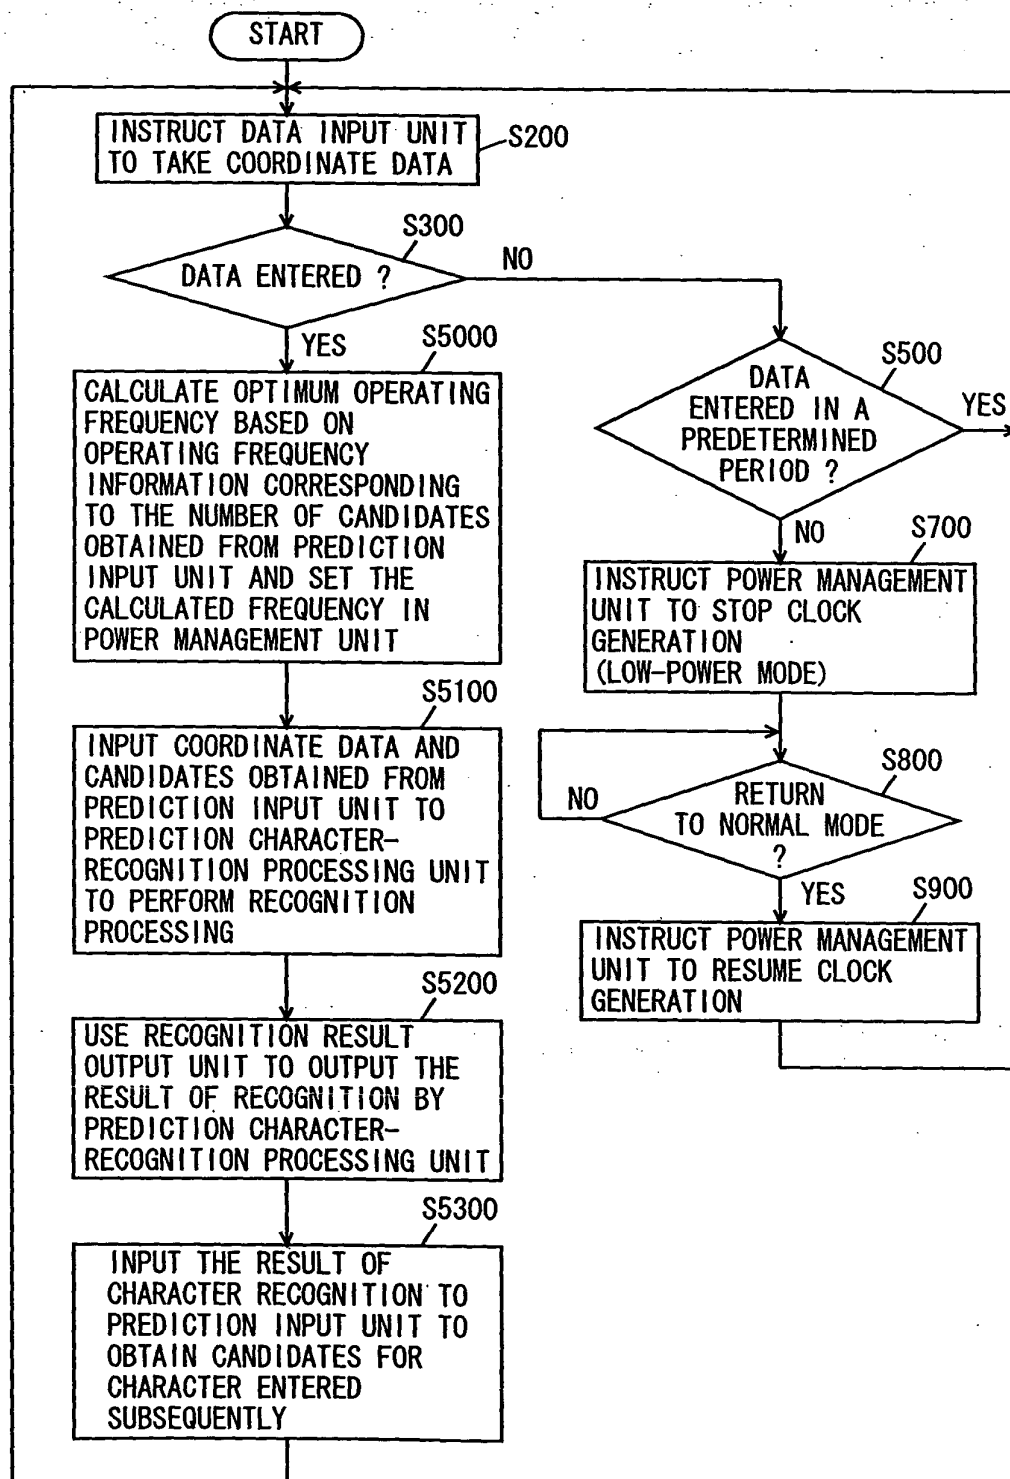 START
INSTRUCT DATA INPUT UNIT
TO TAKE COORDINATE DATA
S200
S300
DATA ENTERED ?
NO
YES
S5000
CALCULATE OPTIMUM OPERATING
FREQUENCY BASED ON
OPERATING FREQUENCY
INFORMATION CORRESPONDING
TO THE NUMBER OF CANDIDATES
OBTAINED FROM PREDICTION
INPUT UNIT AND SET THE
CALCULATED FREQUENCY IN
POWER MANAGEMENT UNIT
S5100
INPUT COORDINATE DATA AND
CANDIDATES OBTAINED FROM
PREDICTION INPUT UNIT TO
PREDICTION CHARACTER-
RECOGNITION PROCESSING UNIT
TO PERFORM RECOGNITION
PROCESSING
S5200
USE RECOGNITION RESULT
OUTPUT UNIT TO OUTPUT THE
RESULT OF RECOGNITION BY
PREDICTION CHARACTER-
RECOGNITION PROCESSING UNIT
S5300
INPUT THE RESULT OF
CHARACTER RECOGNITION TO
PREDICTION INPUT UNIT TO
OBTAIN CANDIDATES FOR
CHARACTER ENTERED
SUBSEQUENTLY
S500
DATA
ENTERED IN A
PREDETERMINED
PERIOD ?
YES
NO
S700
INSTRUCT POWER MANAGEMENT
UNIT TO STOP CLOCK
GENERATION
(LOW-POWER MODE)
S800
RETURN
TO NORMAL MODE
?
NO
YES
S900
INSTRUCT POWER MANAGEMENT
UNIT TO RESUME CLOCK
GENERATION